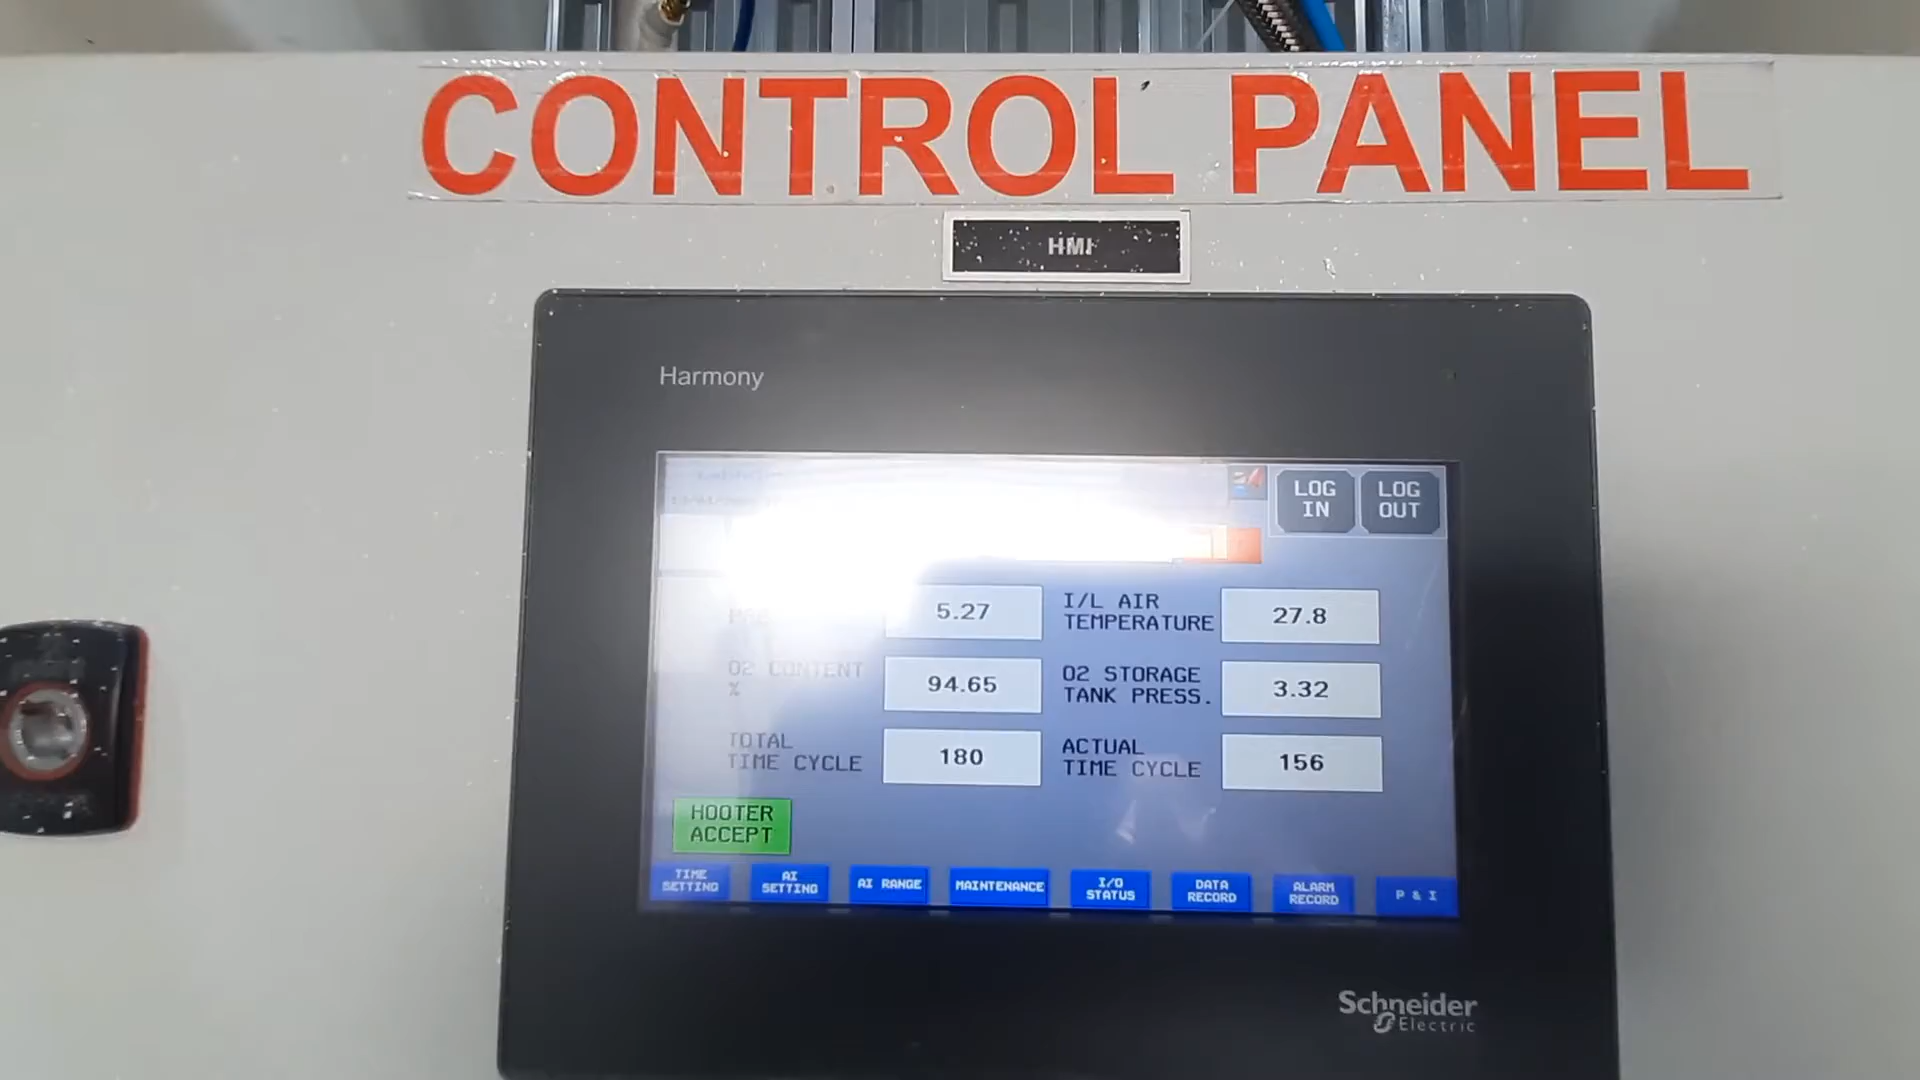 CONTROL PANEL
HMI
Harmony
LOG IN
LOG OUT
5.27
I/L AIR TEMPERATURE
27.8
O2 CONTENT %
94.65
O2 STORAGE TANK PRESS.
3.32
TOTAL TIME CYCLE
180
ACTUAL TIME CYCLE
156
HOOTER ACCEPT
TIME SETTING
AI SETTING
AI RANGE
MAINTENANCE
I/O STATUS
DATA RECORD
ALARM RECORD
P & I
Schneider
Electric